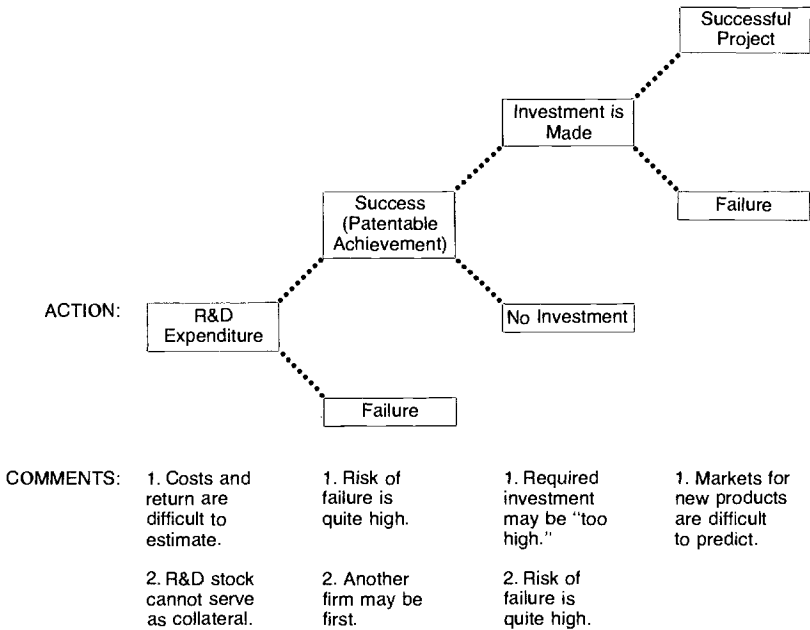 Successful
Project
Investment is
Made
Success
(Patentable
Achievement)
Failure
ACTION:
R&D
Expenditure
No Investment
Failure
COMMENTS:
1. Costs and
return are
difficult to
estimate.
2. R&D stock
cannot serve
as collateral.
1. Risk of
failure is
quite high.
2. Another
firm may be
first.
1. Required
investment
may be "too
high."
2. Risk of
failure is
quite high.
1. Markets for
new products
are difficult
to predict.